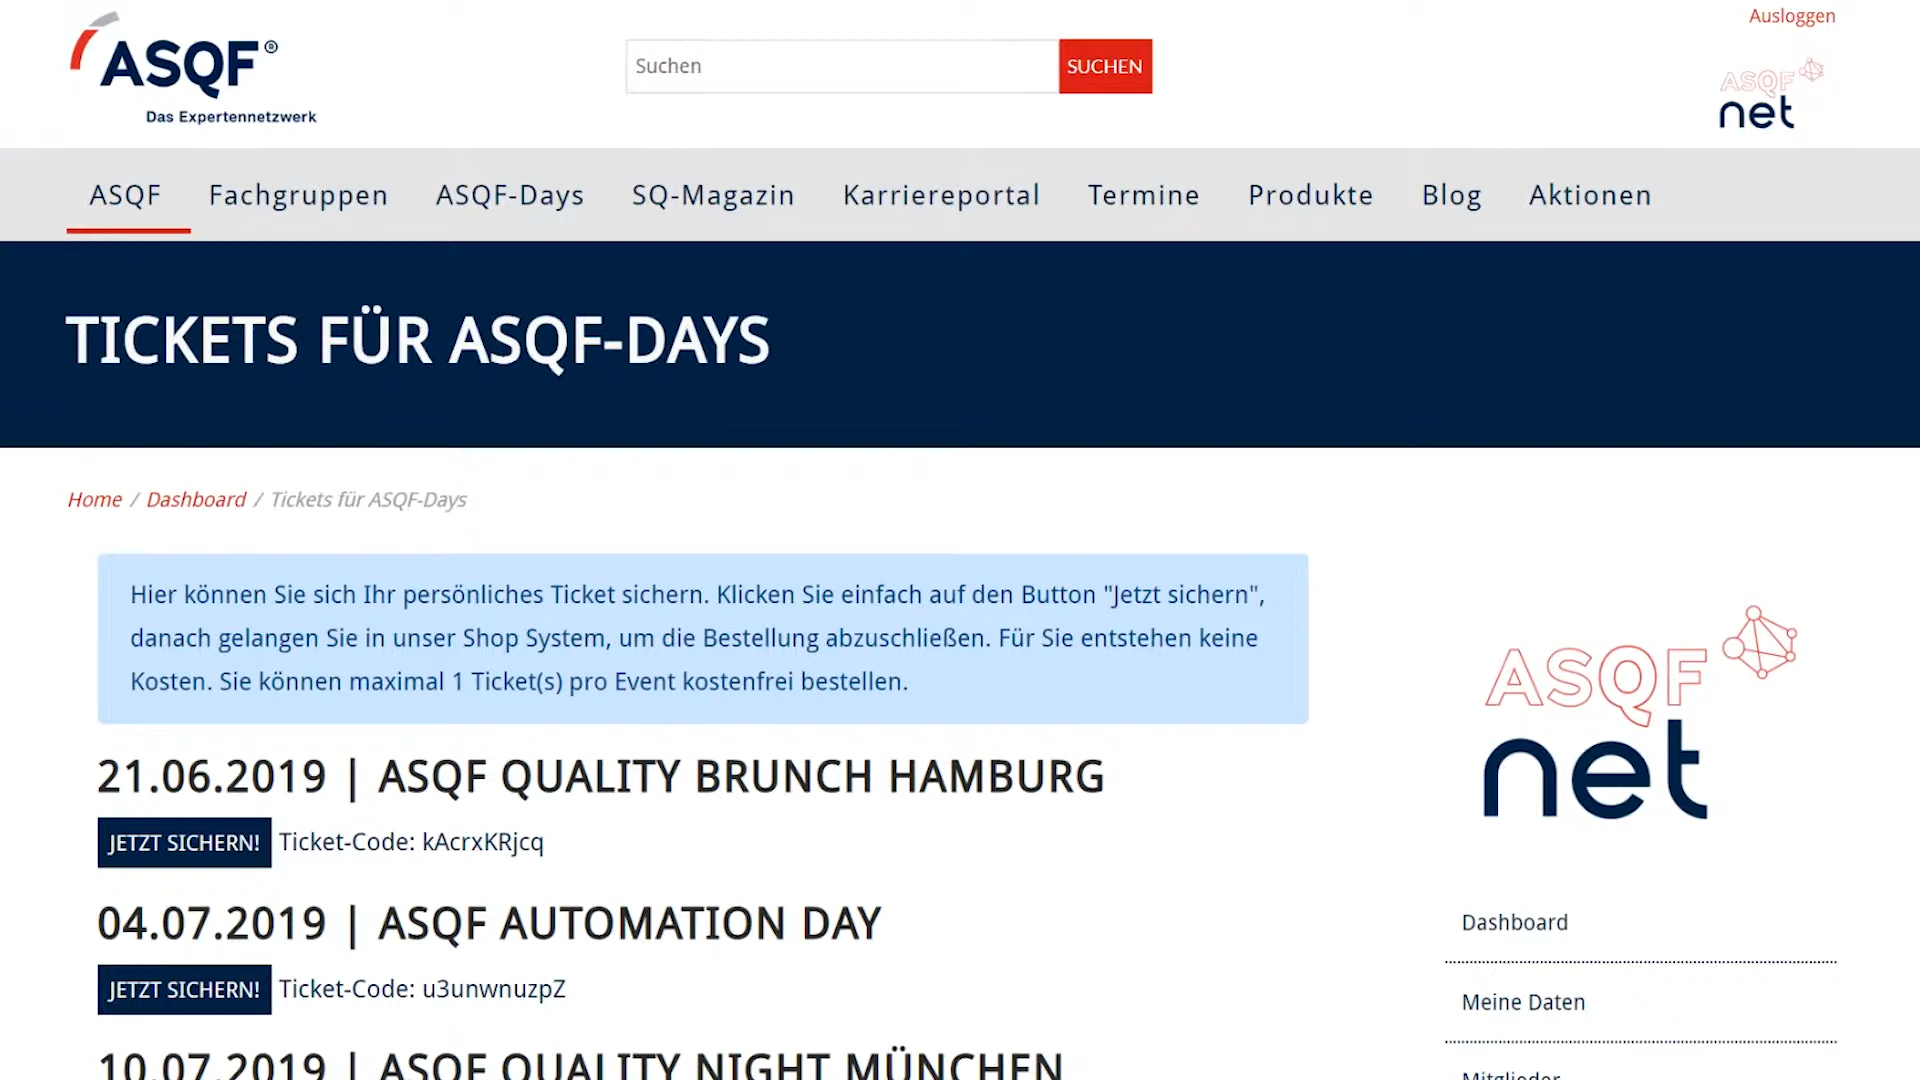 Ausloggen
ASQF®
Das Expertennetzwerk
Suchen
SUCHEN
ASQF
net
ASQF Fachgruppen ASQF-Days SQ-Magazin Karriereportal Termine Produkte Blog Aktionen
TICKETS FÜR ASQF-DAYS
Home / Dashboard / Tickets für ASQF-Days
Hier können Sie sich Ihr persönliches Ticket sichern. Klicken Sie einfach auf den Button "Jetzt sichern",
danach gelangen Sie in unser Shop System, um die Bestellung abzuschließen. Für Sie entstehen keine
Kosten. Sie können maximal 1 Ticket(s) pro Event kostenfrei bestellen.
21.06.2019 | ASQF QUALITY BRUNCH HAMBURG
JETZT SICHERN! Ticket-Code: kAcrxKRjcq
04.07.2019 | ASQF AUTOMATION DAY
JETZT SICHERN! Ticket-Code: u3unwnuzpZ
10.07.2019 | ASQF QUALITY NIGHT MÜNCHEN
ASQF
net
Dashboard
Meine Daten
Mitglieder